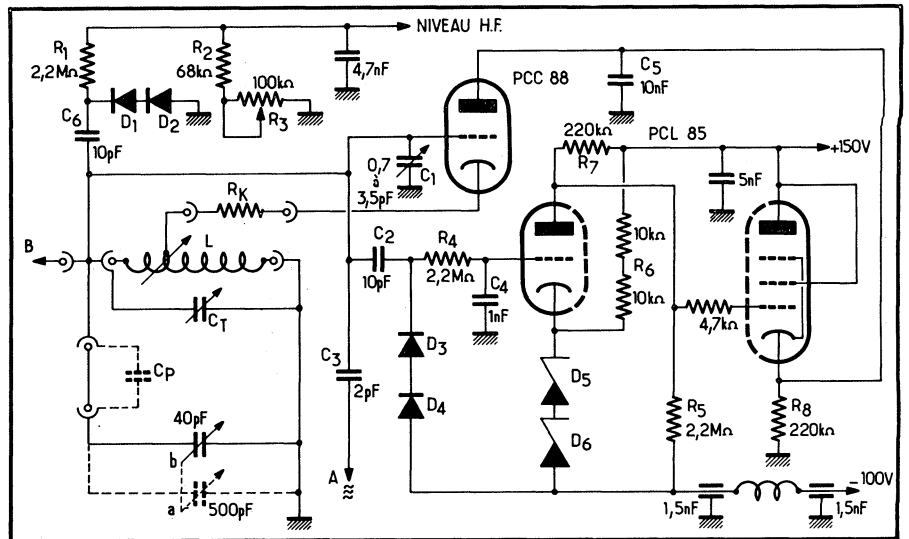 NIVEAU H.F.
R1
2,2MΩ
R2
68kΩ
4,7nF
100kΩ
R3
D1
D2
C6
10pF
PCC 88
C5
10nF
0,7
à
3,5pF
C1
220kΩ
R7
PCL 85
+150V
5nF
RK
B
L
CT
C2
10pF
R4
2,2MΩ
C4
1nF
10kΩ
R6
10kΩ
4,7kΩ
CP
C3
2pF
D3
D4
D5
D6
R5
2,2MΩ
R8
220kΩ
40pF
b
a
500pF
A
≈
1,5nF
1,5nF
-100V